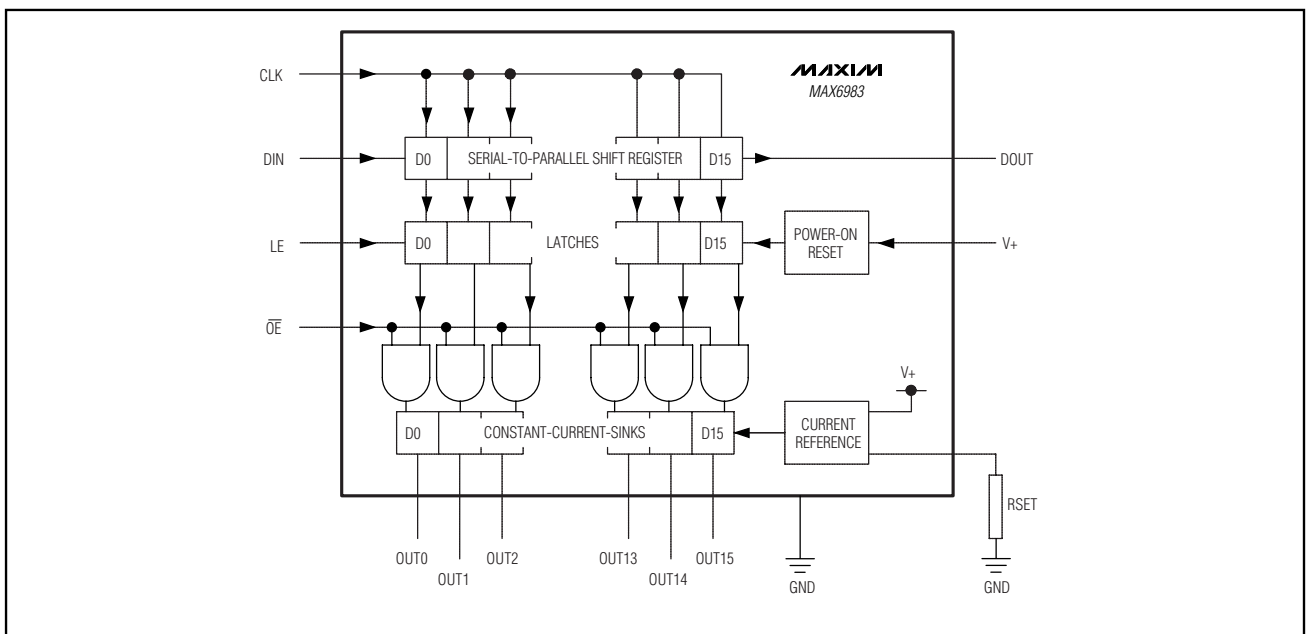 MAXIM
MAX6983
CLK
DIN
D0
SERIAL-TO-PARALLEL SHIFT REGISTER
D15
DOUT
LE
D0
LATCHES
D15
POWER-ON
RESET
V+
OE
V+
D0
CONSTANT-CURRENT-SINKS
D15
CURRENT
REFERENCE
RSET
OUT0
OUT1
OUT2
OUT13
OUT14
OUT15
GND
GND